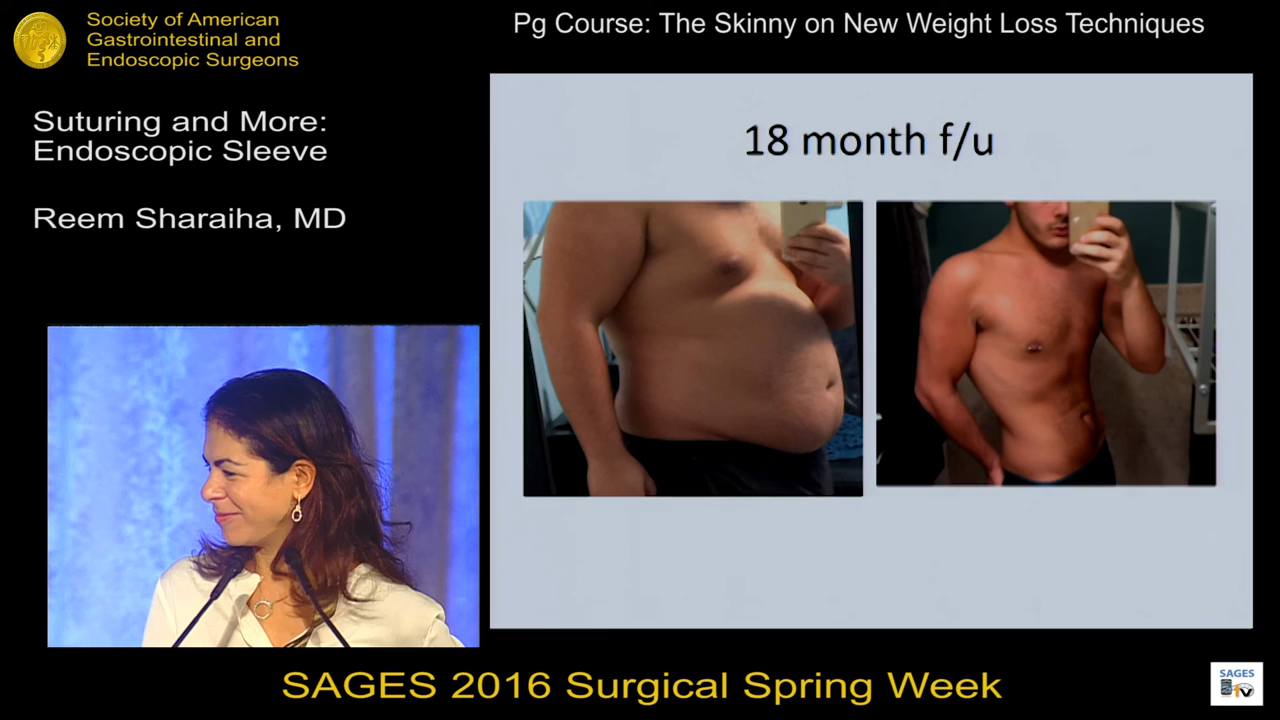 Society of American
Gastrointestinal and
Endoscopic Surgeons
Pg Course: The Skinny on New Weight Loss Techniques
Suturing and More:
Endoscopic Sleeve
Reem Sharaiha, MD
18 month f/u
SAGES 2016 Surgical Spring Week
SAGES
TV